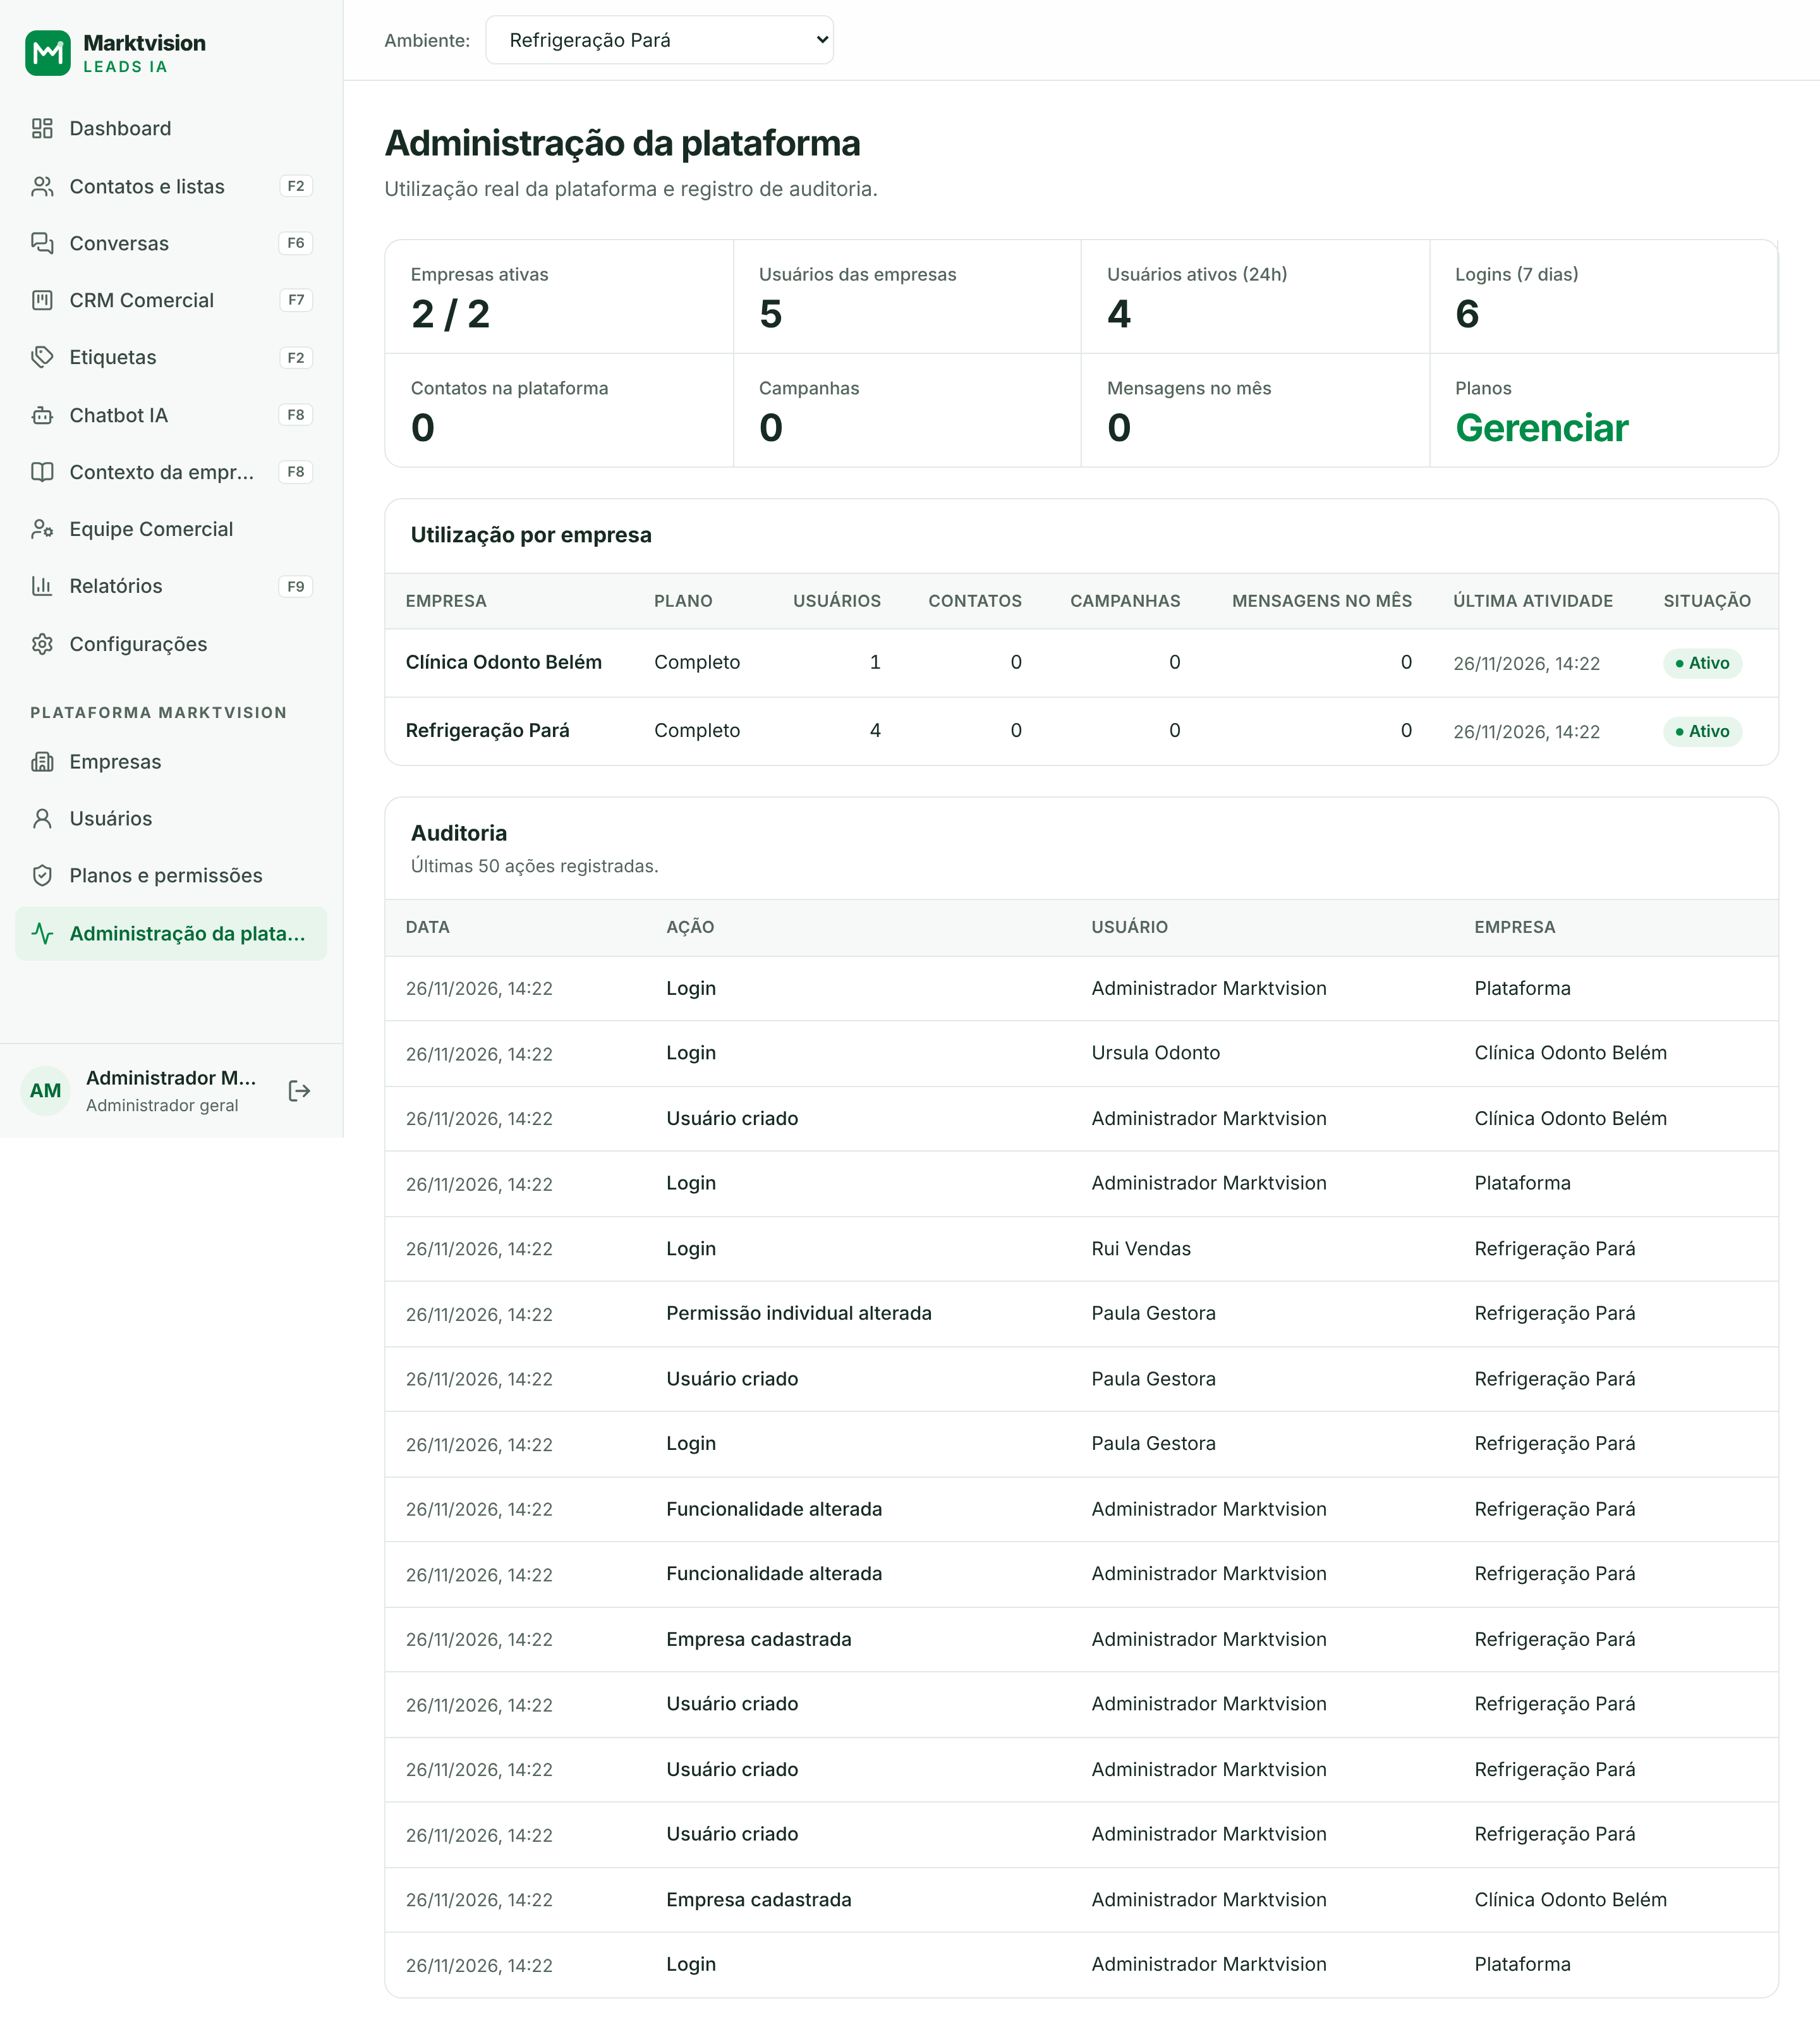 Marktvision
LEADS IA
Dashboard
Contatos e listas F2
Conversas F6
CRM Comercial F7
Etiquetas F2
Chatbot IA F8
Contexto da empr... F8
Equipe Comercial
Relatórios F9
Configurações
PLATAFORMA MARKTVISION
Empresas
Usuários
Planos e permissões
Administração da plata...
AM Administrador M...
Administrador geral
Ambiente: Refrigeração Pará
Administração da plataforma
Utilização real da plataforma e registro de auditoria.
Empresas ativas Usuários das empresas Usuários ativos (24h) Logins (7 dias)
2 / 2 5 4 6
Contatos na plataforma Campanhas Mensagens no mês Planos
0 0 0 Gerenciar
Utilização por empresa
EMPRESA PLANO USUÁRIOS CONTATOS CAMPANHAS MENSAGENS NO MÊS ÚLTIMA ATIVIDADE SITUAÇÃO
Clínica Odonto Belém Completo 1 0 0 0 26/11/2026, 14:22 Ativo
Refrigeração Pará Completo 4 0 0 0 26/11/2026, 14:22 Ativo
Auditoria
Últimas 50 ações registradas.
DATA AÇÃO USUÁRIO EMPRESA
26/11/2026, 14:22 Login Administrador Marktvision Plataforma
26/11/2026, 14:22 Login Ursula Odonto Clínica Odonto Belém
26/11/2026, 14:22 Usuário criado Administrador Marktvision Clínica Odonto Belém
26/11/2026, 14:22 Login Administrador Marktvision Plataforma
26/11/2026, 14:22 Login Rui Vendas Refrigeração Pará
26/11/2026, 14:22 Permissão individual alterada Paula Gestora Refrigeração Pará
26/11/2026, 14:22 Usuário criado Paula Gestora Refrigeração Pará
26/11/2026, 14:22 Login Paula Gestora Refrigeração Pará
26/11/2026, 14:22 Funcionalidade alterada Administrador Marktvision Refrigeração Pará
26/11/2026, 14:22 Funcionalidade alterada Administrador Marktvision Refrigeração Pará
26/11/2026, 14:22 Empresa cadastrada Administrador Marktvision Refrigeração Pará
26/11/2026, 14:22 Usuário criado Administrador Marktvision Refrigeração Pará
26/11/2026, 14:22 Usuário criado Administrador Marktvision Refrigeração Pará
26/11/2026, 14:22 Usuário criado Administrador Marktvision Refrigeração Pará
26/11/2026, 14:22 Empresa cadastrada Administrador Marktvision Clínica Odonto Belém
26/11/2026, 14:22 Login Administrador Marktvision Plataforma